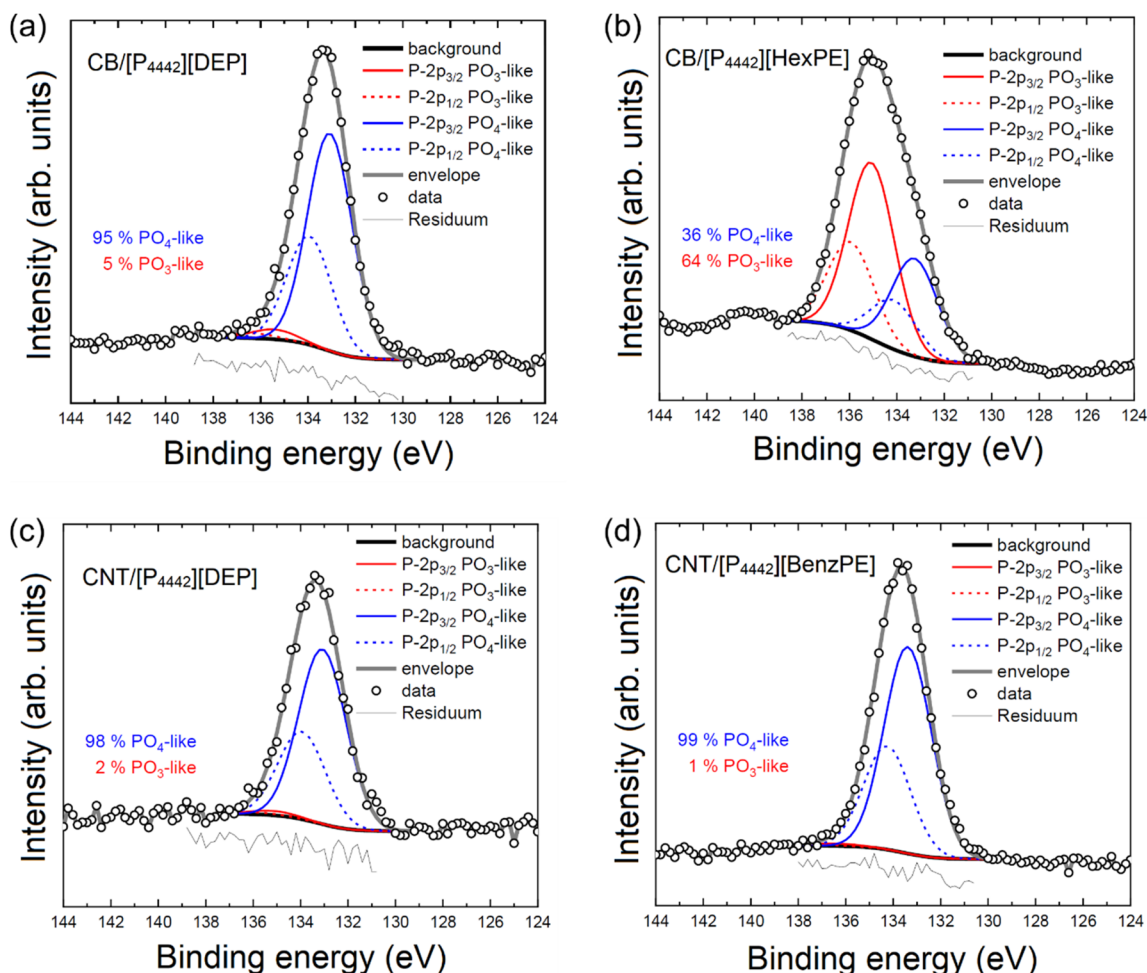 (a)
CB/[P₄₄₄₂][DEP]
background
P-2p₃/₂ PO₃-like
P-2p₁/₂ PO₃-like
P-2p₃/₂ PO₄-like
P-2p₁/₂ PO₄-like
envelope
data
Residuum
95 % PO₄-like
5 % PO₃-like
Intensity (arb. units)
144 142 140 138 136 134 132 130 128 126 124
Binding energy (eV)
(b)
CB/[P₄₄₄₂][HexPE]
background
P-2p₃/₂ PO₃-like
P-2p₁/₂ PO₃-like
P-2p₃/₂ PO₄-like
P-2p₁/₂ PO₄-like
envelope
data
Residuum
36 % PO₄-like
64 % PO₃-like
Intensity (arb. units)
144 142 140 138 136 134 132 130 128 126 124
Binding energy (eV)
(c)
CNT/[P₄₄₄₂][DEP]
background
P-2p₃/₂ PO₃-like
P-2p₁/₂ PO₃-like
P-2p₃/₂ PO₄-like
P-2p₁/₂ PO₄-like
envelope
data
Residuum
98 % PO₄-like
2 % PO₃-like
Intensity (arb. units)
144 142 140 138 136 134 132 130 128 126 124
Binding energy (eV)
(d)
CNT/[P₄₄₄₂][BenzPE]
background
P-2p₃/₂ PO₃-like
P-2p₁/₂ PO₃-like
P-2p₃/₂ PO₄-like
P-2p₁/₂ PO₄-like
envelope
data
Residuum
99 % PO₄-like
1 % PO₃-like
Intensity (arb. units)
144 142 140 138 136 134 132 130 128 126 124
Binding energy (eV)